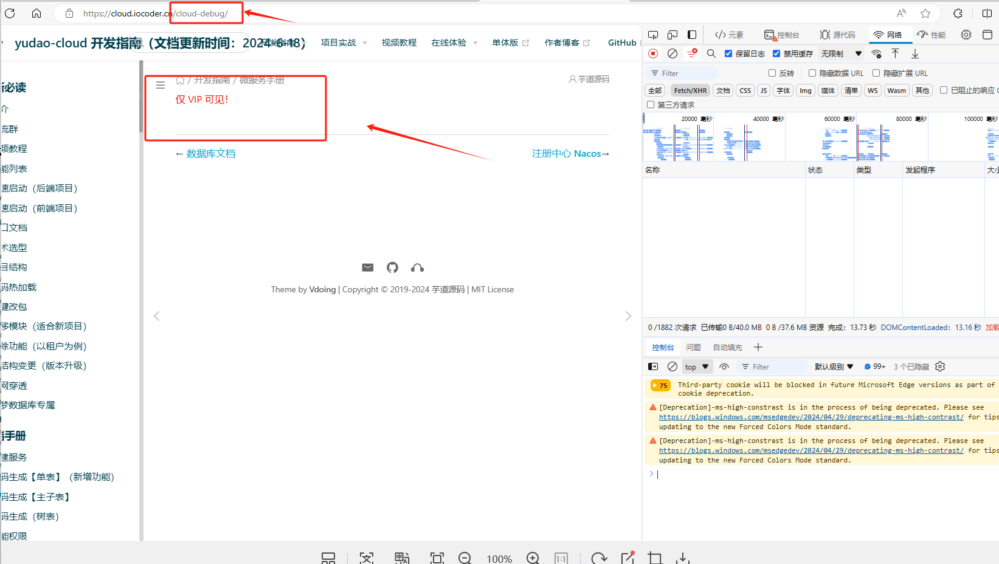 https://cloud.iocoder.cn/cloud-debug/
yudao-cloud 开发指南（文档更新时间：2024-6-18）
项目实战
视频教程
在线体验
单体版
作者博客
GitHub
必读
介
流群
频教程
能列表
速启动（后端项目）
速启动（前端项目）
口文档
术选型
目结构
码热加载
建改包
移模块（适合新项目）
除功能（以租户为例）
结构变更（版本升级）
网穿透
梦数据库专属
手册
建服务
码生成【单表】（新增功能）
码生成【主子表】
码生成（树表）
能权限
/ 开发指南 / 微服务手册
芋道源码
仅 VIP 可见！
← 数据库文档
注册中心 Nacos→
Theme by Vdoing | Copyright © 2019-2024 芋道源码 | MIT License
元素
控制台
源代码
网络
性能
保留日志
禁用缓存
无限制
Filter
反转
隐藏数据 URL
隐藏扩展 URL
全部
Fetch/XHR
文档
CSS
JS
字体
Img
媒体
清单
WS
Wasm
其他
已阻止的响应
第三方请求
20000 毫秒
40000 毫秒
60000 毫秒
80000 毫秒
100000 毫秒
名称
状态
类型
发起程序
大小
0 /1882 次请求 已传输0 B/40.0 MB 0 B /37.6 MB 资源 完成：13.73 秒 DOMContentLoaded：13.16 秒 加载
控制台
问题
自动填充
top
Filter
默认级别
99+
3 个已隐藏
75
Third-party cookie will be blocked in future Microsoft Edge versions as part of
cookie deprecation.
[Deprecation]-ms-high-constrast is in the process of being deprecated. Please see
https://blogs.windows.com/msedgedev/2024/04/29/deprecating-ms-high-contrast/ for tips
updating to the new Forced Colors Mode standard.
[Deprecation]-ms-high-constrast is in the process of being deprecated. Please see
https://blogs.windows.com/msedgedev/2024/04/29/deprecating-ms-high-contrast/ for tips
updating to the new Forced Colors Mode standard.
100%
1:1